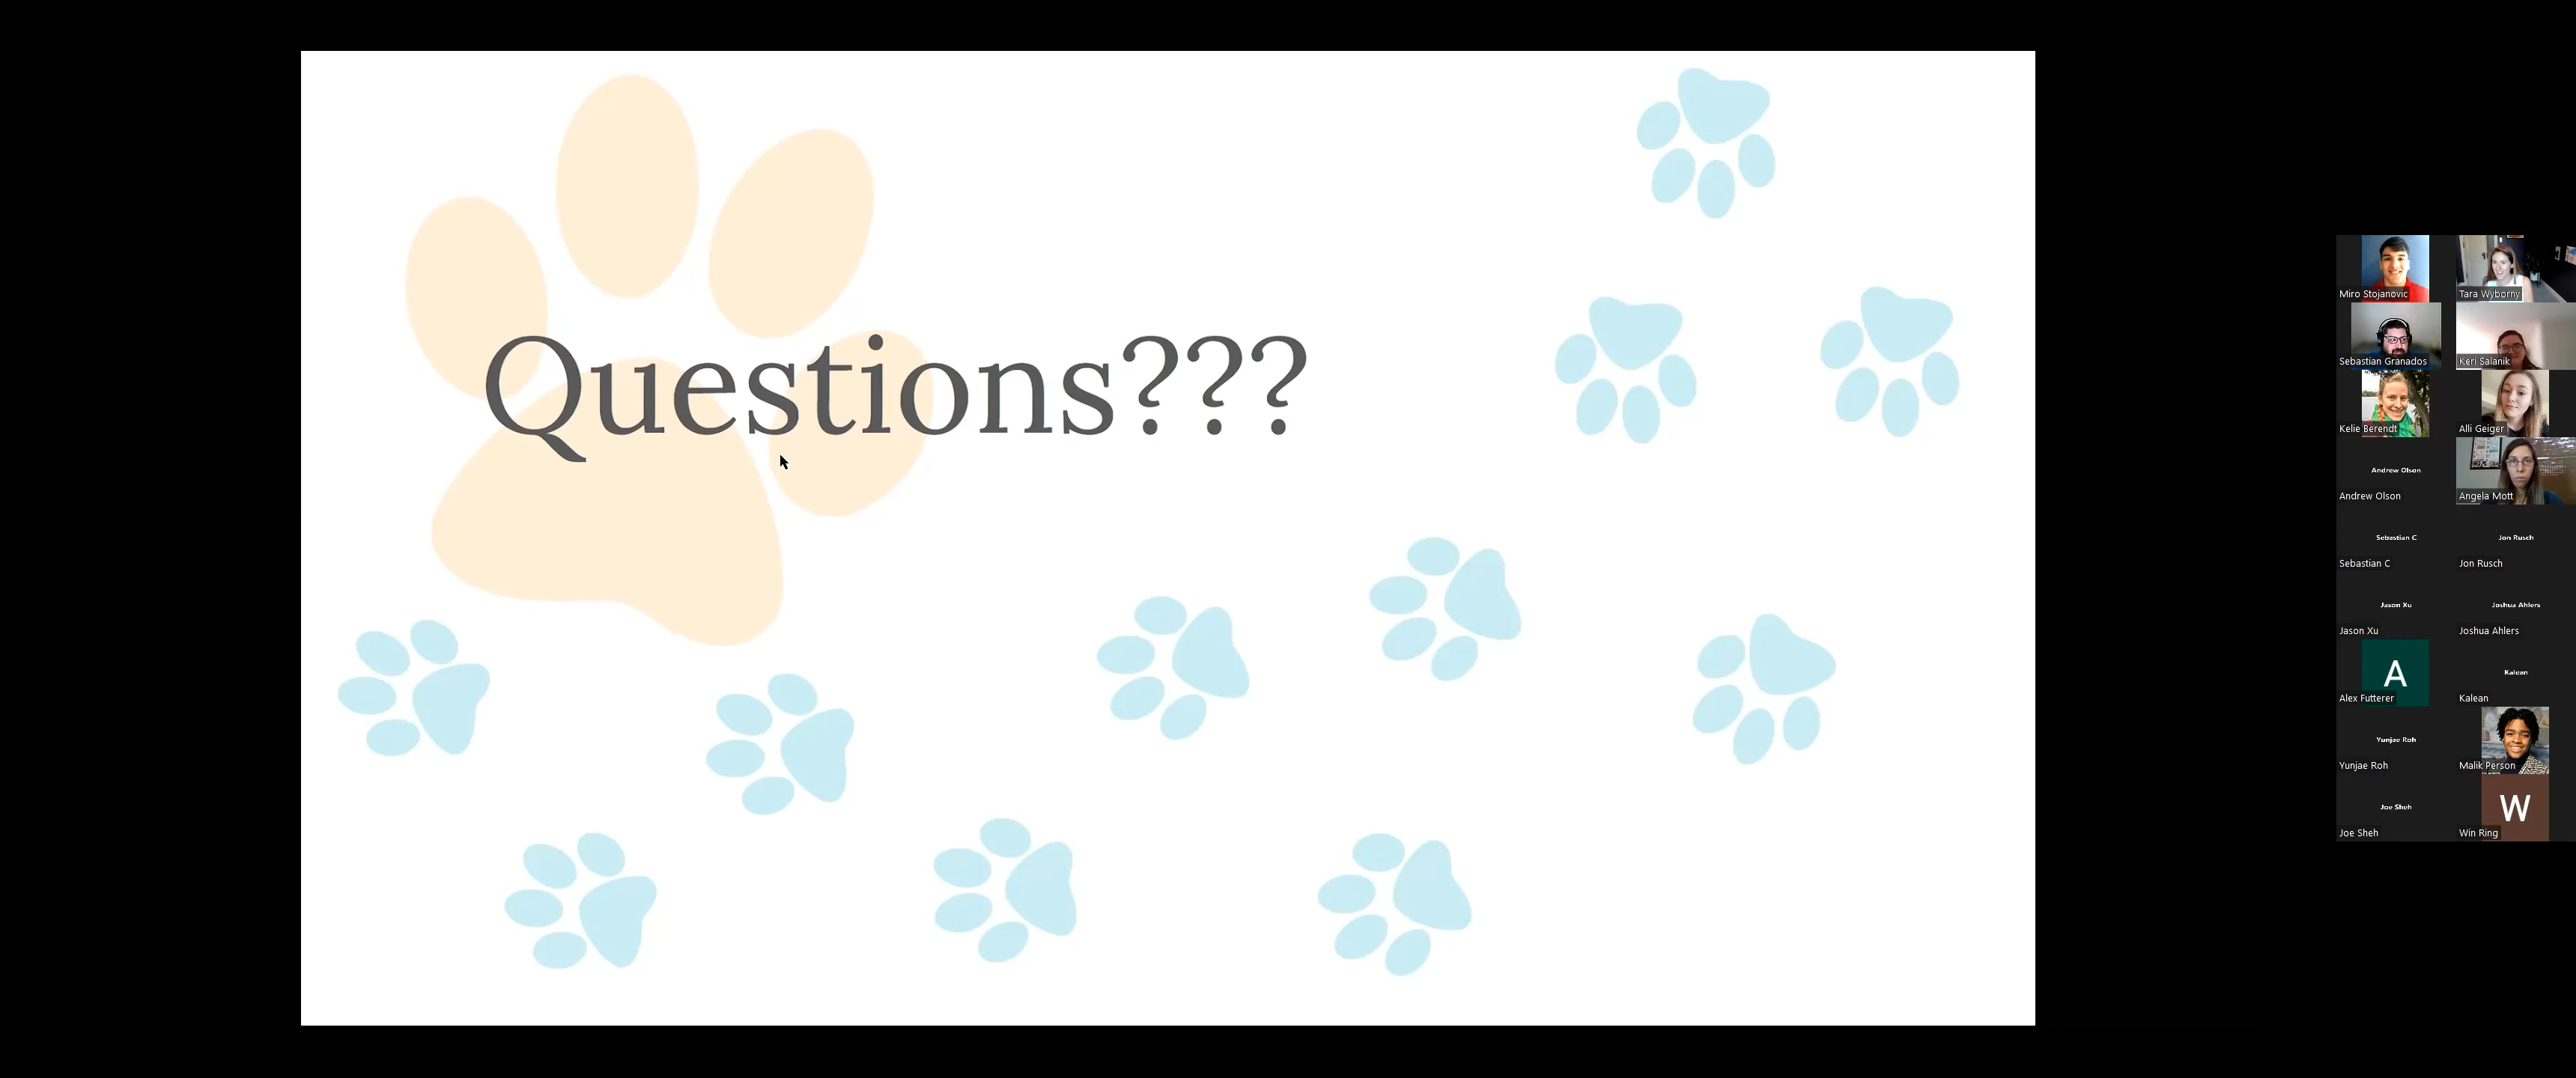 Questions???
Miro Stojanovic
Tara Wyborny
Sebastian Granados
Keri Salanik
Kelie Berendt
Alli Geiger
Andrew Olson
Andrew Olson
Angela Mott
Sebastian C
Sebastian C
Jon Rusch
Jon Rusch
Jason Xu
Jason Xu
Joshua Ahlers
Joshua Ahlers
A
Alex Futterer
Kalean
Kalean
Yunjae Roh
Yunjae Roh
Malik Person
Joe Sheh
Joe Sheh
W
Win Ring